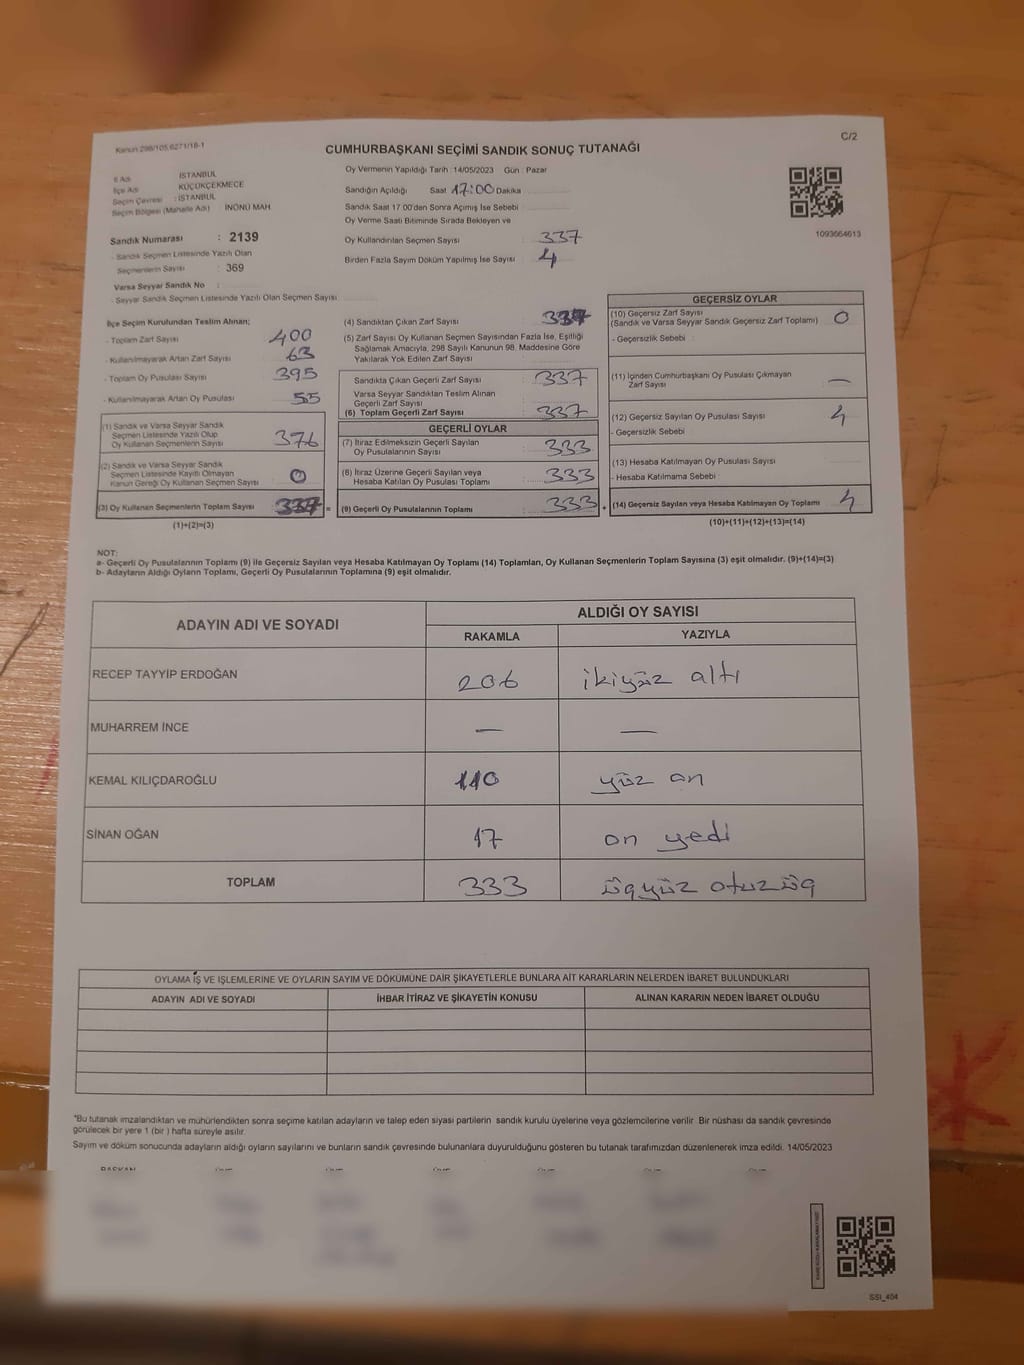 Kanun 298/105,6271/18-1
C/2
CUMHURBAŞKANI SEÇİMİ SANDIK SONUÇ TUTANAĞI
İl Adı : İSTANBUL
İlçe Adı : KÜÇÜKÇEKMECE
Seçim Çevresi : İSTANBUL
Seçim Bölgesi (Mahalle Adı) : İNÖNÜ MAH
Sandık Numarası : 2139
- Sandık Seçmen Listesinde Yazılı Olan
Seçmenlerin Sayısı : 369
Varsa Seyyar Sandık No :
- Seyyar Sandık Seçmen Listesinde Yazılı Olan Seçmen Sayısı
Oy Vermenin Yapıldığı Tarih : 14/05/2023 Gün : Pazar
Sandığın Açıldığı Saat 17:00 Dakika
Sandık Saat 17 00'den Sonra Açımış İse Sebebi
Oy Verme Saati Bitiminde Sırada Bekleyen ve
Oy Kullandırılan Seçmen Sayısı : 337
Birden Fazla Sayım Döküm Yapılmış İse Sayısı : 4
1093664613
İlçe Seçim Kurulundan Teslim Alınan;
- Toplam Zarf Sayısı 400
- Kullanılmayarak Artan Zarf Sayısı 63
- Toplam Oy Pusulası Sayısı 395
- Kullanılmayarak Artan Oy Pusulası 55
(1) Sandık ve Varsa Seyyar Sandık
Seçmen Listesinde Yazılı Olup
Oy Kullanan Seçmenlerin Sayısı 376
(2) Sandık ve Varsa Seyyar Sandık
Seçmen Listesinde Kayıtlı Olmayan
Kanun Gereği Oy Kullanan Seçmen Sayısı 0
(3) Oy Kullanan Seçmenlerin Toplam Sayısı 337 =
(1)+(2)=(3)
(4) Sandıktan Çıkan Zarf Sayısı 337
(5) Zarf Sayısı Oy Kullanan Seçmen Sayısından Fazla İse, Eşitliği
Sağlamak Amacıyla, 298 Sayılı Kanunun 98. Maddesine Göre
Yakılarak Yok Edilen Zarf Sayısı
Sandıkta Çıkan Geçerli Zarf Sayısı 337
Varsa Seyyar Sandıktan Teslim Alınan
Geçerli Zarf Sayısı
(6) Toplam Geçerli Zarf Sayısı 337
GEÇERLİ OYLAR
(7) İtiraz Edilmeksizin Geçerli Sayılan
Oy Pusulalarının Sayısı 333
(8) İtiraz Üzerine Geçerli Sayılan veya
Hesaba Katılan Oy Pusulası Toplamı 333
(9) Geçerli Oy Pusulalarının Toplamı 333 +
GEÇERSİZ OYLAR
(10) Geçersiz Zarf Sayısı
(Sandık ve Varsa Seyyar Sandık Geçersiz Zarf Toplamı) 0
- Geçersizlik Sebebi :
(11) İçinden Cumhurbaşkanı Oy Pusulası Çıkmayan
Zarf Sayısı —
(12) Geçersiz Sayılan Oy Pusulası Sayısı 4
- Geçersizlik Sebebi
(13) Hesaba Katılmayan Oy Pusulası Sayısı
- Hesaba Katılmama Sebebi
(14) Geçersiz Sayılan veya Hesaba Katılmayan Oy Toplamı 4
(10)+(11)+(12)+(13)=(14)
NOT:
a- Geçerli Oy Pusulalarının Toplamı (9) ile Geçersiz Sayılan veya Hesaba Katılmayan Oy Toplamı (14) Toplamları, Oy Kullanan Seçmenlerin Toplam Sayısına (3) eşit olmalıdır. (9)+(14)=(3)
b- Adayların Aldığı Oyların Toplamı, Geçerli Oy Pusulalarının Toplamına (9) eşit olmalıdır.
ADAYIN ADI VE SOYADI
ALDIĞI OY SAYISI
RAKAMLA YAZIYLA
RECEP TAYYİP ERDOĞAN 206 ikiyüz altı
MUHARREM İNCE — —
KEMAL KILIÇDAROĞLU 110 yüz on
SİNAN OĞAN 17 on yedi
TOPLAM 333 üçyüz otuzüç
OYLAMA İŞ VE İŞLEMLERİNE VE OYLARIN SAYIM VE DÖKÜMÜNE DAİR ŞİKAYETLERLE BUNLARA AİT KARARLARIN NELERDEN İBARET BULUNDUKLARI
ADAYIN ADI VE SOYADI İHBAR İTİRAZ VE ŞİKAYETİN KONUSU ALINAN KARARIN NEDEN İBARET OLDUĞU
*Bu tutanak imzalandıktan ve mühürlendikten sonra seçime katılan adayların ve talep eden siyasi partilerin sandık kurulu üyelerine veya gözlemcilerine verilir. Bir nüshası da sandık çevresinde
görülecek bir yere 1 (bir ) hafta süreyle asılır.
Sayım ve döküm sonucunda adayların aldığı oyların sayılarını ve bunların sandık çevresinde bulunanlara duyurulduğunu gösteren bu tutanak tarafımızdan düzenlenerek imza edildi. 14/05/2023
SSI_404